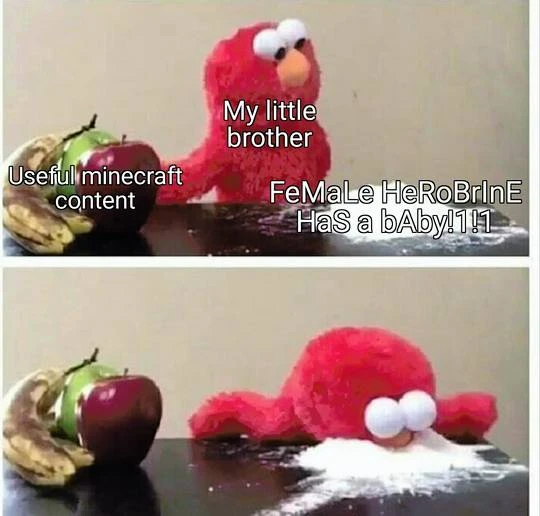 My little
brother
Useful minecraft
content
FeMaLe HeRoBrInE
HaS a bAby!1!1